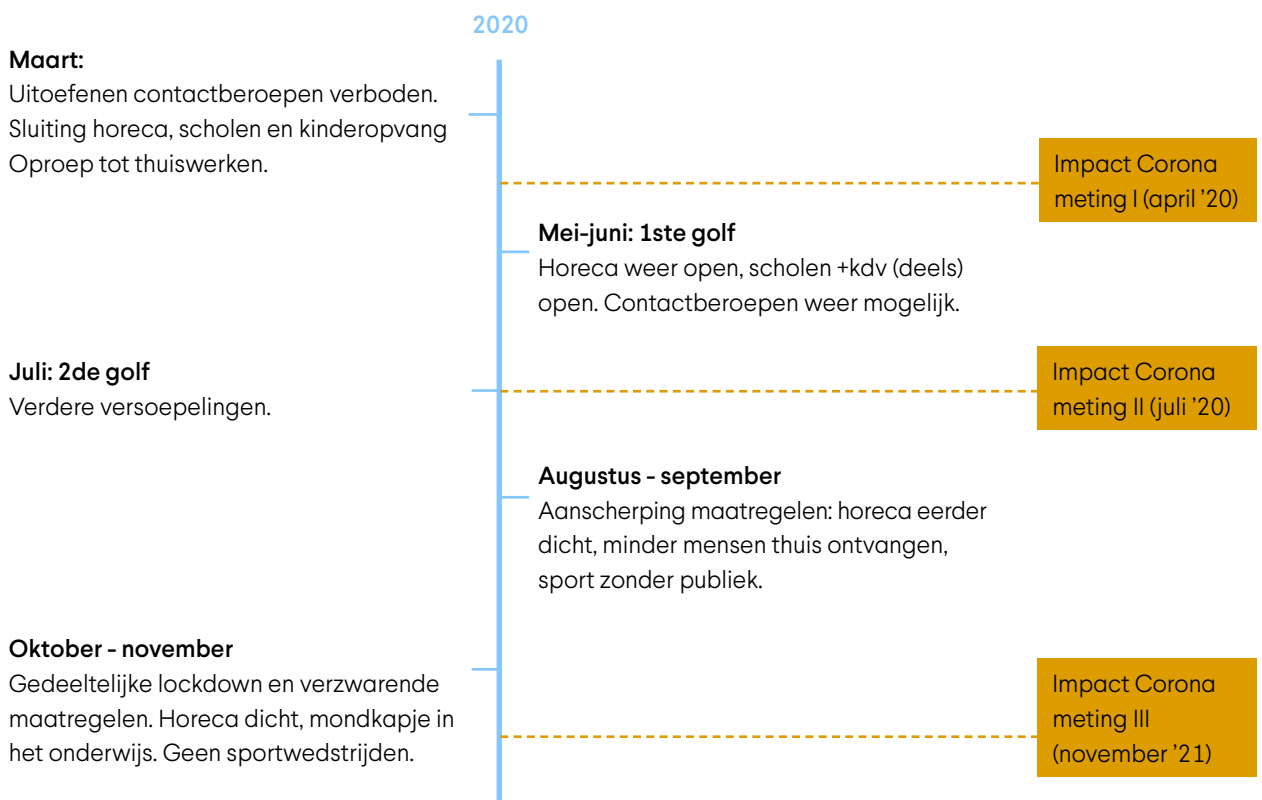 2020
Maart:
Uitoefenen contactberoepen verboden.
Sluiting horeca, scholen en kinderopvang
Oproep tot thuiswerken.
Impact Corona
meting I (april ’20)
Mei-juni: 1ste golf
Horeca weer open, scholen +kdv (deels)
open. Contactberoepen weer mogelijk.
Juli: 2de golf
Verdere versoepelingen.
Impact Corona
meting II (juli ’20)
Augustus - september
Aanscherping maatregelen: horeca eerder
dicht, minder mensen thuis ontvangen,
sport zonder publiek.
Oktober - november
Gedeeltelijke lockdown en verzwarende
maatregelen. Horeca dicht, mondkapje in
het onderwijs. Geen sportwedstrijden.
Impact Corona
meting III
(november ’21)